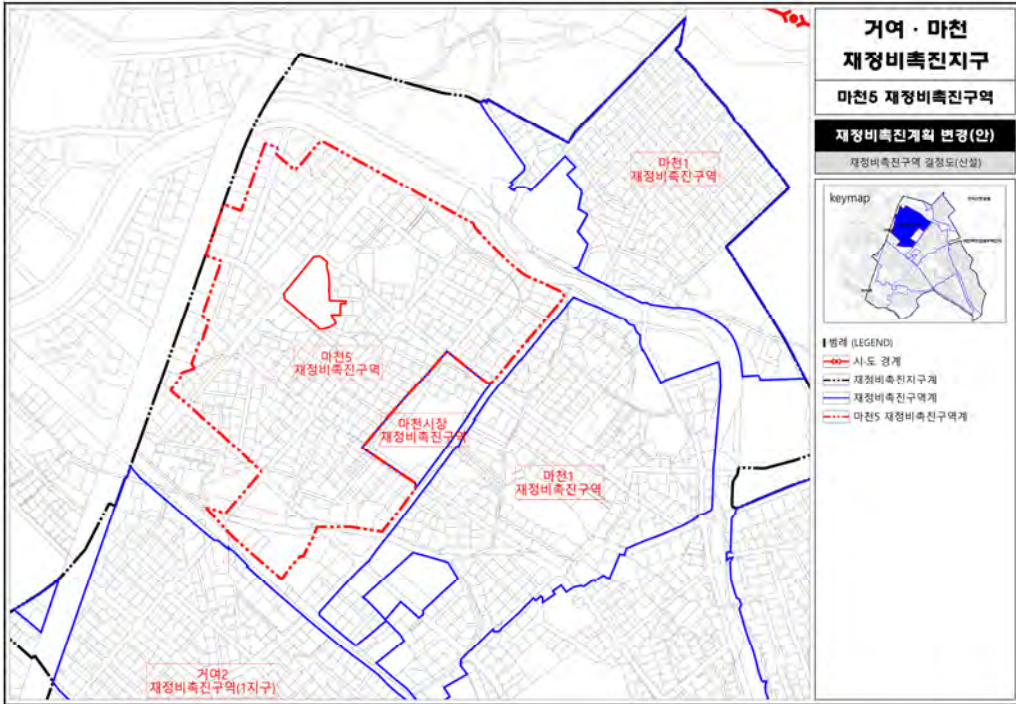 거여 · 마천
재정비촉진지구
마천5 재정비촉진구역
재정비촉진계획 변경(안)
재정비촉진구역 결정도(신설)
keymap
범례 (LEGEND)
시·도 경계
재정비촉진지구계
재정비촉진구역계
마천5 재정비촉진구역계
마천1
재정비촉진구역
마천5
재정비촉진구역
마천시장
재정비촉진구역
마천1
재정비촉진구역
거여2
재정비촉진구역(1지구)